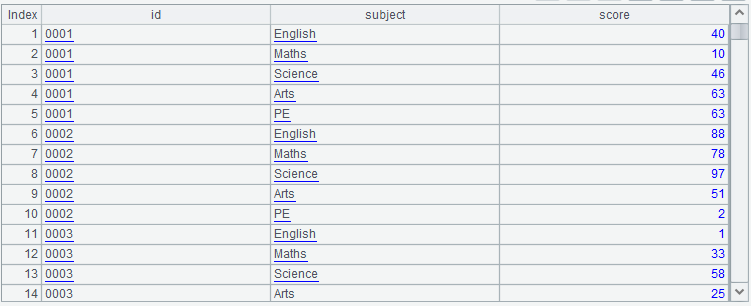 Index id subject score
1 0001 English 40
2 0001 Maths 10
3 0001 Science 46
4 0001 Arts 63
5 0001 PE 63
6 0002 English 88
7 0002 Maths 78
8 0002 Science 97
9 0002 Arts 51
10 0002 PE 2
11 0003 English 1
12 0003 Maths 33
13 0003 Science 58
14 0003 Arts 25